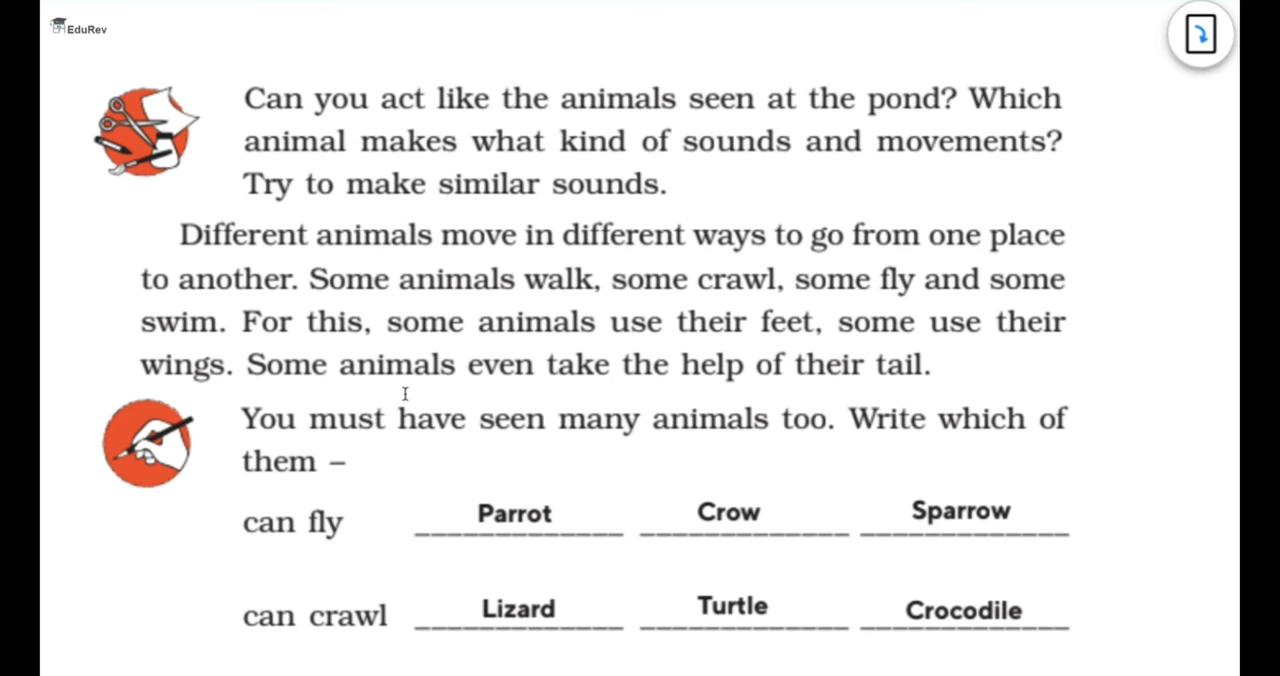 EduRev
Can you act like the animals seen at the pond? Which
animal makes what kind of sounds and movements?
Try to make similar sounds.
Different animals move in different ways to go from one place
to another. Some animals walk, some crawl, some fly and some
swim. For this, some animals use their feet, some use their
wings. Some animals even take the help of their tail.
You must have seen many animals too. Write which of
them –
can fly Parrot Crow Sparrow
can crawl Lizard Turtle Crocodile